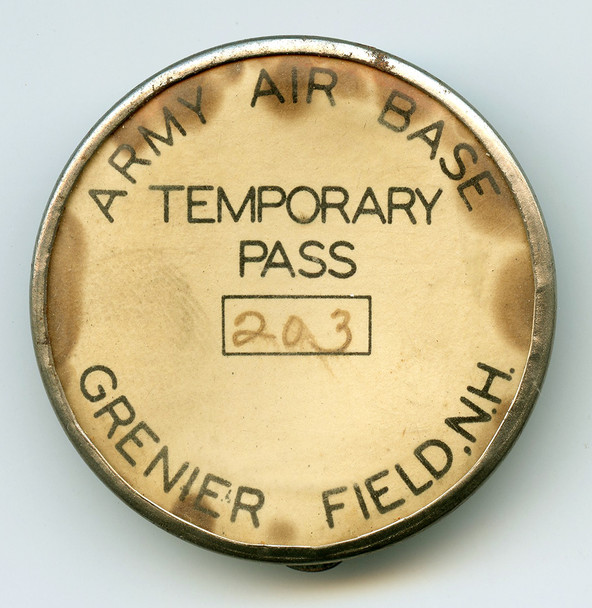 ARMY AIR BASE
TEMPORARY
PASS
203
GRENIER FIELD, N.H.